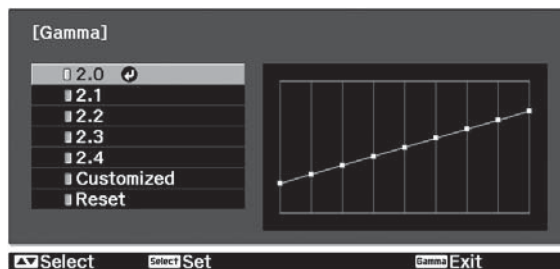 [Gamma]
2.0
2.1
2.2
2.3
2.4
Customized
Reset
Select Select Set Gamma Exit